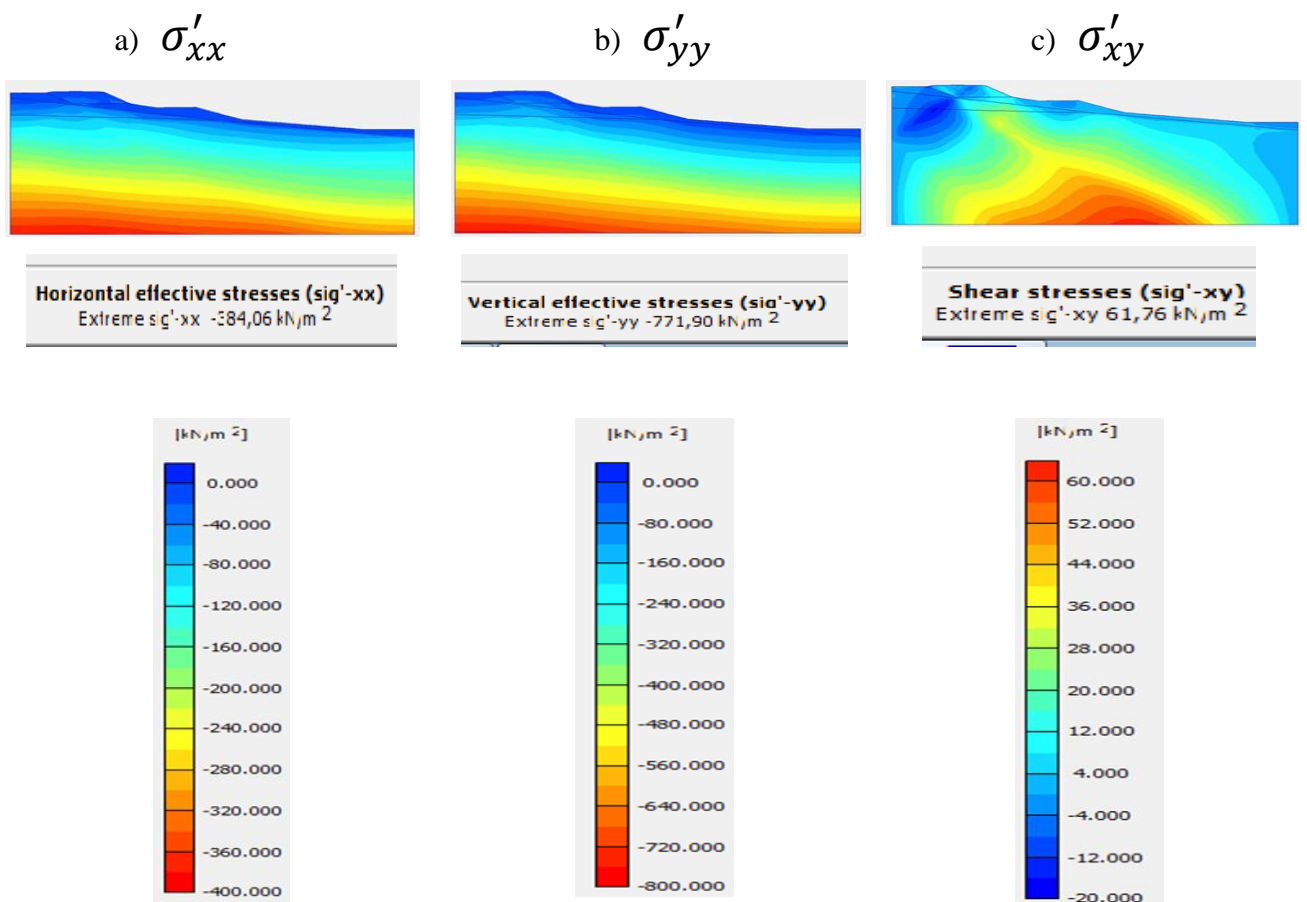 a) σ′xx
b) σ′yy
c) σ′xy
Horizontal effective stresses (sig'-xx)
Extreme sig'-xx -384,06 kN/m 2
Vertical effective stresses (sig'-yy)
Extreme sig'-yy -771,90 kN/m 2
Shear stresses (sig'-xy)
Extreme sig'-xy 61,76 kN/m 2
[kN/m 2]
0.000
-40.000
-80.000
-120.000
-160.000
-200.000
-240.000
-280.000
-320.000
-360.000
-400.000
[kN/m 2]
0.000
-80.000
-160.000
-240.000
-320.000
-400.000
-480.000
-560.000
-640.000
-720.000
-800.000
[kN/m 2]
60.000
52.000
44.000
36.000
28.000
20.000
12.000
4.000
-4.000
-12.000
-20.000